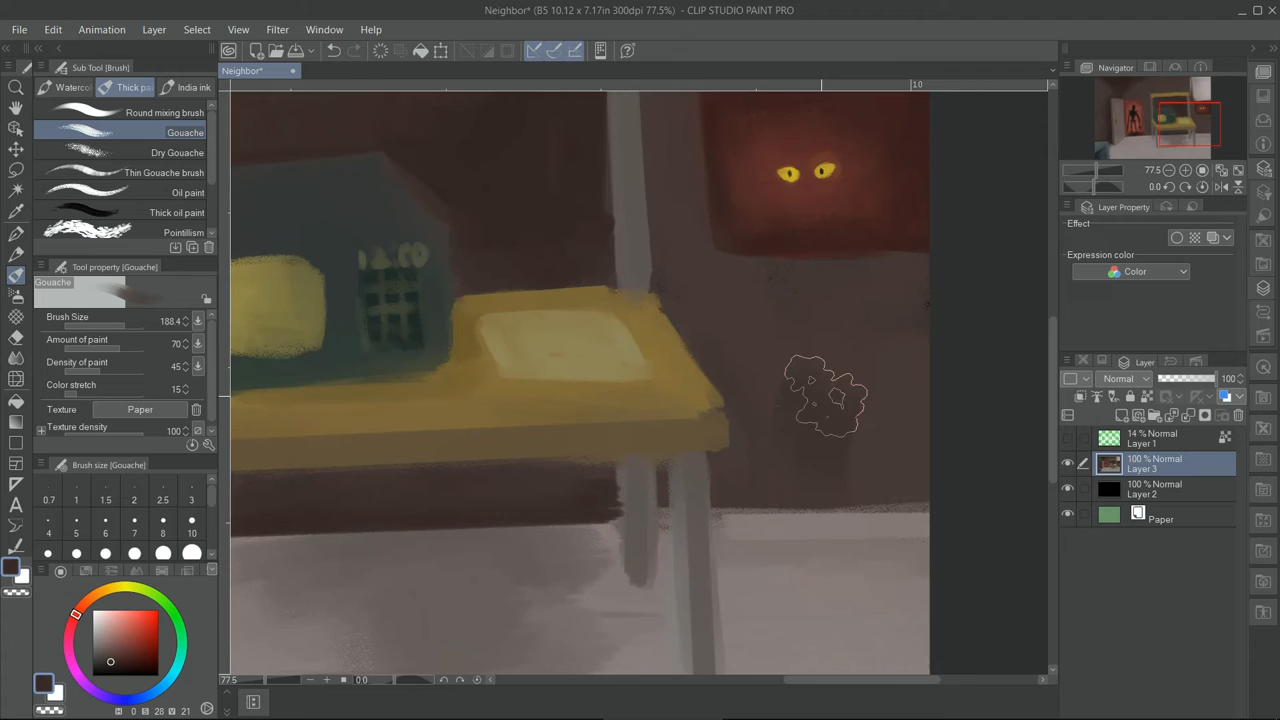 Neighbor* (B5 10.12 x 7.17in 300dpi 77.5%) - CLIP STUDIO PAINT PRO
File Edit Animation Layer Select View Filter Window Help
Sub Tool [Brush]
Neighbor*
Navigator
Waterco Thick pa India ink
10
Round mixing brush
Gouache
Dry Gouache
Thin Gouache brush
Oil paint
Thick oil paint
Pointillism
77.5
0.0
Layer Property
Effect
Expression color
Color
Tool property [Gouache]
Gouache
Brush Size 188.4
Amount of paint 70
Density of paint 45
Color stretch 15
Texture Paper
Texture density 100
Layer
Normal 100
14 % Normal
Layer 1
100 % Normal
Layer 3
100 % Normal
Layer 2
Paper
Brush size [Gouache]
0.7 1 1.5 2 2.5 3
4 5 6 7 8 10
77.5 0.0
H 0 S 28 V 21